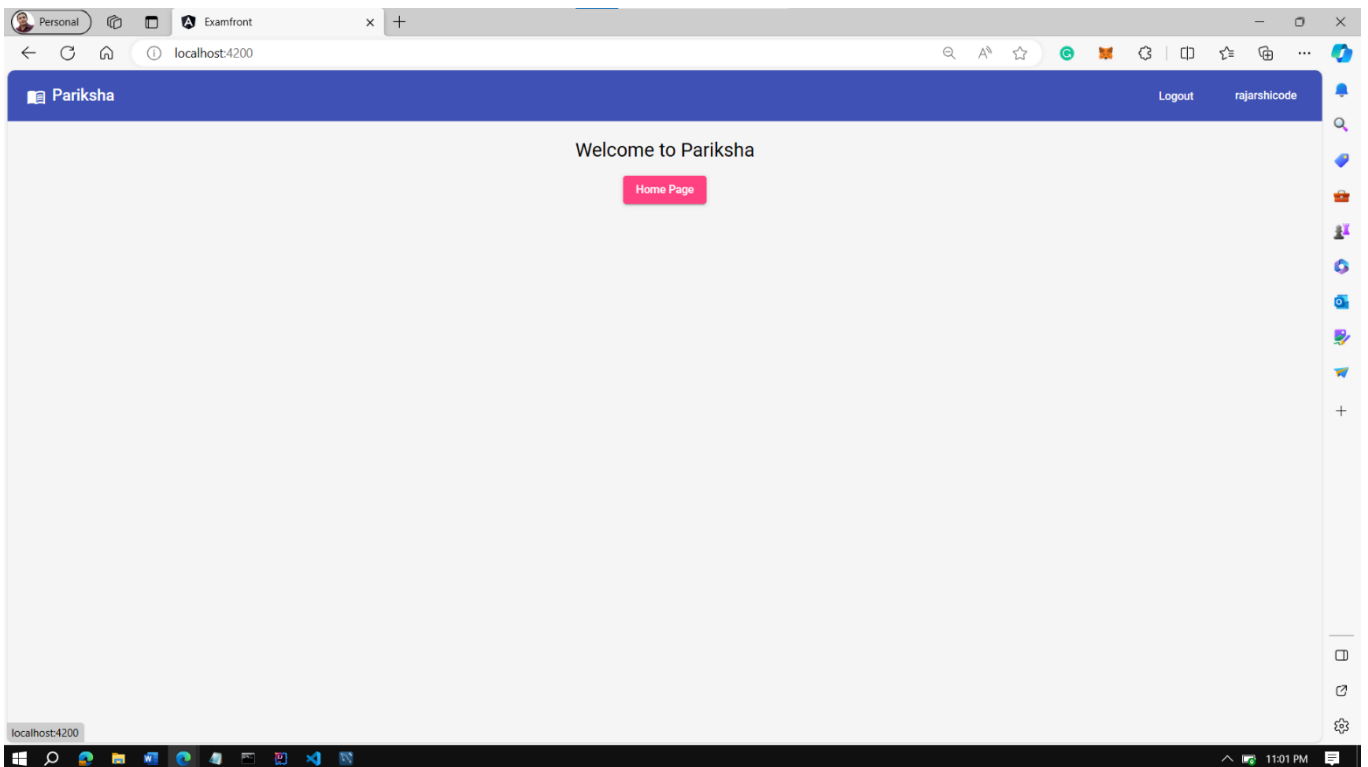 Personal
Examfront
localhost:4200
Pariksha
Logout
rajarshicode
Welcome to Pariksha
Home Page
localhost:4200
11:01 PM